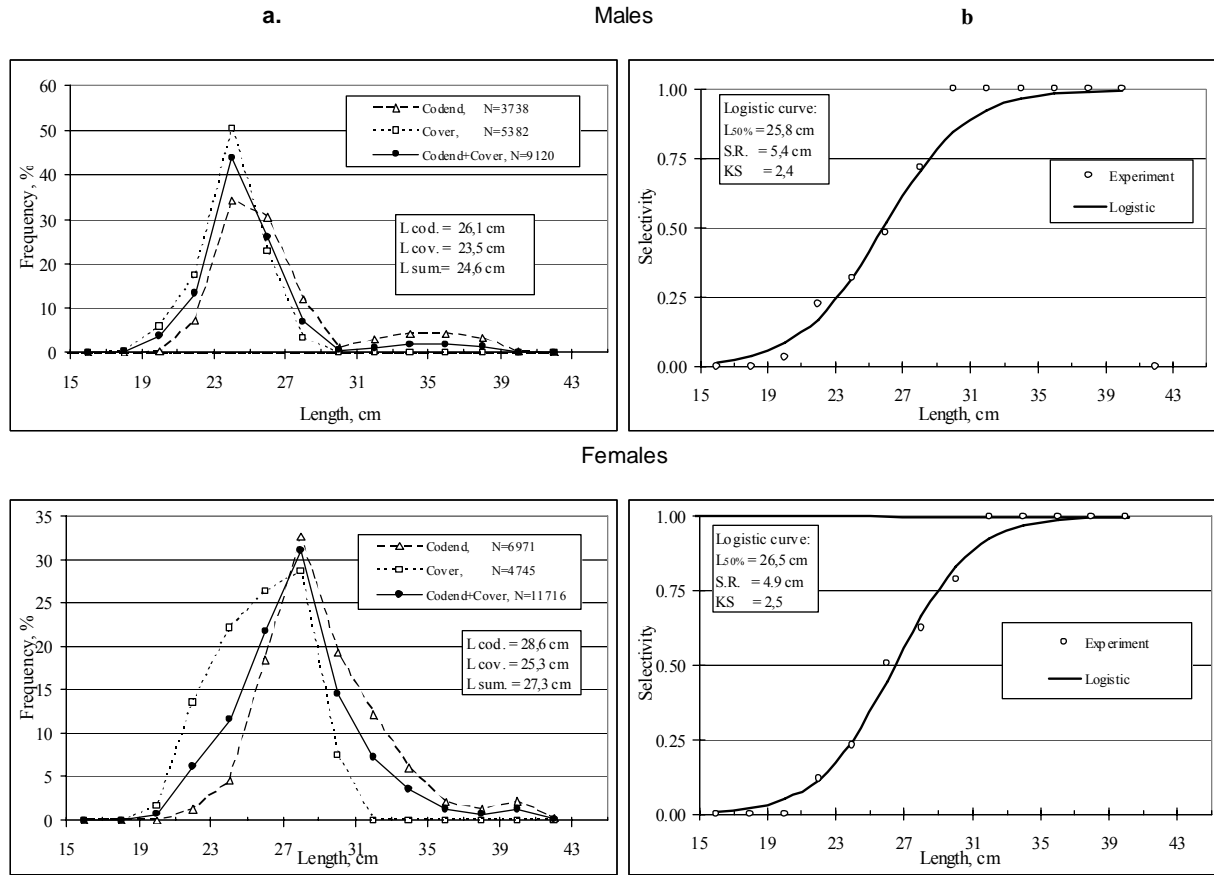 a.
Males
b
60
50
40
30
20
10
0
Frequency, %
Codend, N=3738
Cover, N=5382
Codend+Cover, N=9120
L cod. = 26,1 cm
L cov. = 23,5 cm
L sum.= 24,6 cm
15 19 23 27 31 35 39 43
Length, cm
1.00
0.75
0.50
0.25
0.00
Selectivity
Logistic curve:
L50% = 25,8 cm
S.R. = 5,4 cm
KS = 2,4
Experiment
Logistic
15 19 23 27 31 35 39 43
Length, cm
Females
35
30
25
20
15
10
5
0
Frequency, %
Codend, N=6971
Cover, N=4745
Codend+Cover, N=11716
L cod. = 28,6 cm
L cov. = 25,3 cm
L sum. = 27,3 cm
15 19 23 27 31 35 39 43
Length, cm
1.00
0.75
0.50
0.25
0.00
Selectivity
Logistic curve:
L50% = 26,5 cm
S.R. = 4.9 cm
KS = 2,5
Experiment
Logistic
15 19 23 27 31 35 39 43
Length, cm